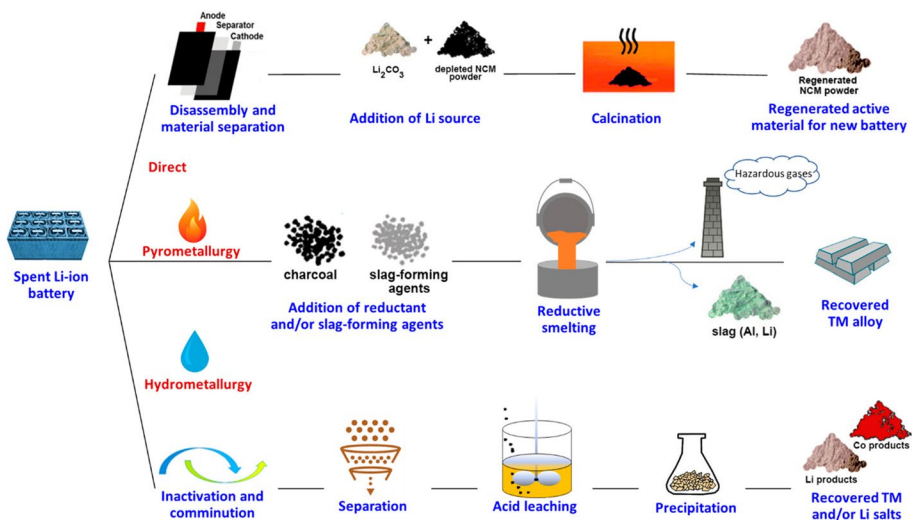 Anode
Separator
Cathode
Disassembly and
material separation
+
Li₂CO₃
depleted NCM
powder
Addition of Li source
Calcination
Regenerated
NCM powder
Regenerated active
material for new battery
Direct
Spent Li-ion
battery
Pyrometallurgy
charcoal
slag-forming
agents
Addition of reductant
and/or slag-forming agents
Reductive
smelting
Hazardous gases
slag (Al, Li)
Recovered
TM alloy
Hydrometallurgy
Inactivation and
comminution
Separation
Acid leaching
Precipitation
Co products
Li products
Recovered TM
and/or Li salts